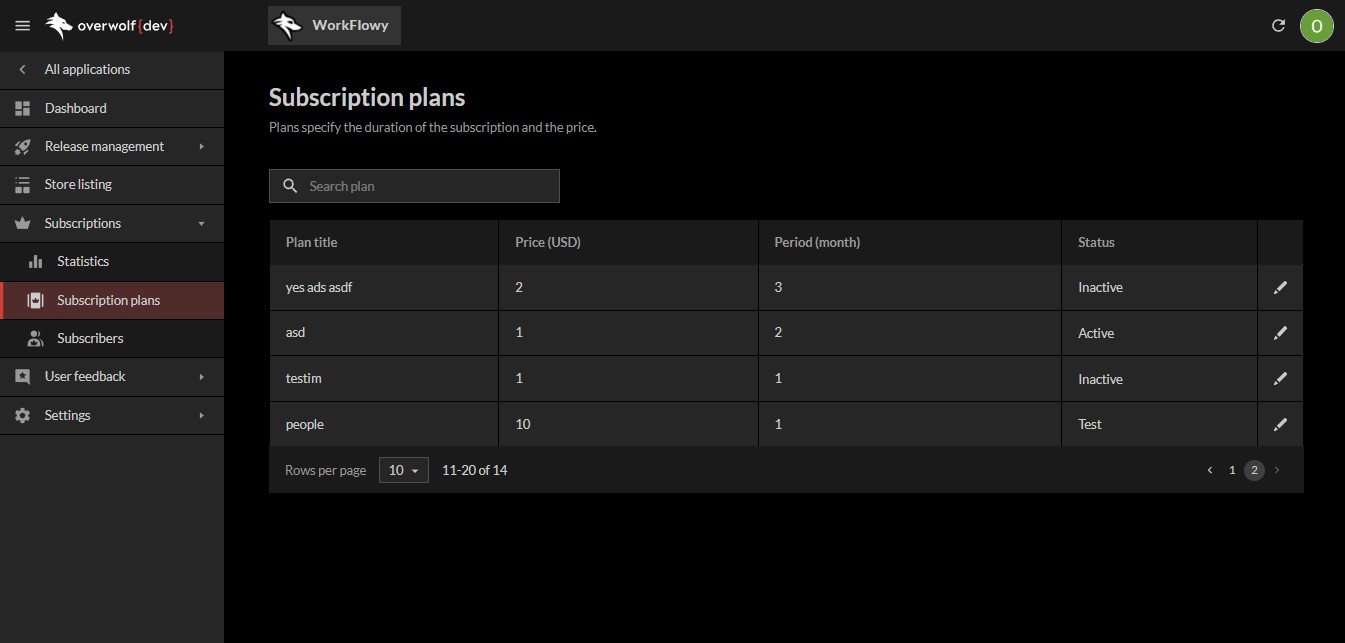 overwolf{dev}
WorkFlowy
O
All applications
Dashboard
Release management
Store listing
Subscriptions
Statistics
Subscription plans
Subscribers
User feedback
Settings
Subscription plans
Plans specify the duration of the subscription and the price.
Search plan
Plan title Price (USD) Period (month) Status
yes ads asdf 2 3 Inactive
asd 1 2 Active
testim 1 1 Inactive
people 10 1 Test
Rows per page 10 11-20 of 14 1 2